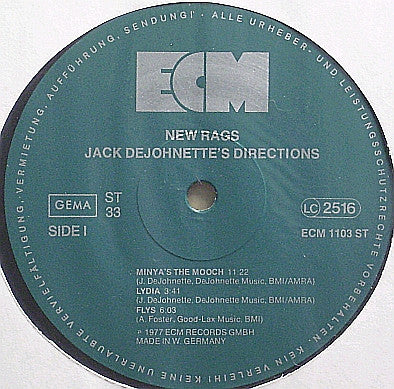 ALLE URHEBER- UND LEISTUNGSSCHUTZRECHTE VORBEHALTEN · KEIN VERLEIH! KEINE UNERLAUBTE VERVIELFÄLTIGUNG, VERMIETUNG, AUFFÜHRUNG, SENDUNG! ·
ECM
NEW RAGS
JACK DEJOHNETTE'S DIRECTIONS
GEMA
ST
33
LC 2516
SIDE I
ECM 1103 ST
MINYA'S THE MOOCH 11:22
(J. DeJohnette, DeJohnette Music, BMI/AMRA)
LYDIA 3:41
(J. DeJohnette, DeJohnette Music, BMI/AMRA)
FLYS 6:03
(A. Foster, Good-Lax Music, BMI)
℗ 1977 ECM RECORDS GMBH
MADE IN W. GERMANY